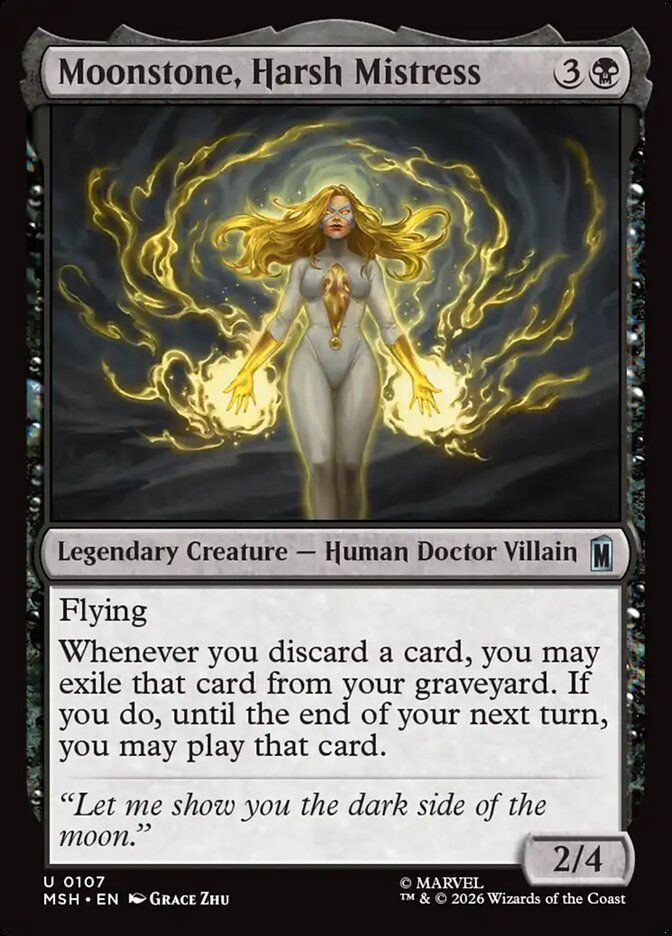 Moonstone, Harsh Mistress 3
Legendary Creature — Human Doctor Villain M
Flying
Whenever you discard a card, you may
exile that card from your graveyard. If
you do, until the end of your next turn,
you may play that card.
“Let me show you the dark side of the
moon.”
2/4
U 0107
MSH • EN Grace Zhu
© MARVEL
™ & © 2026 Wizards of the Coast